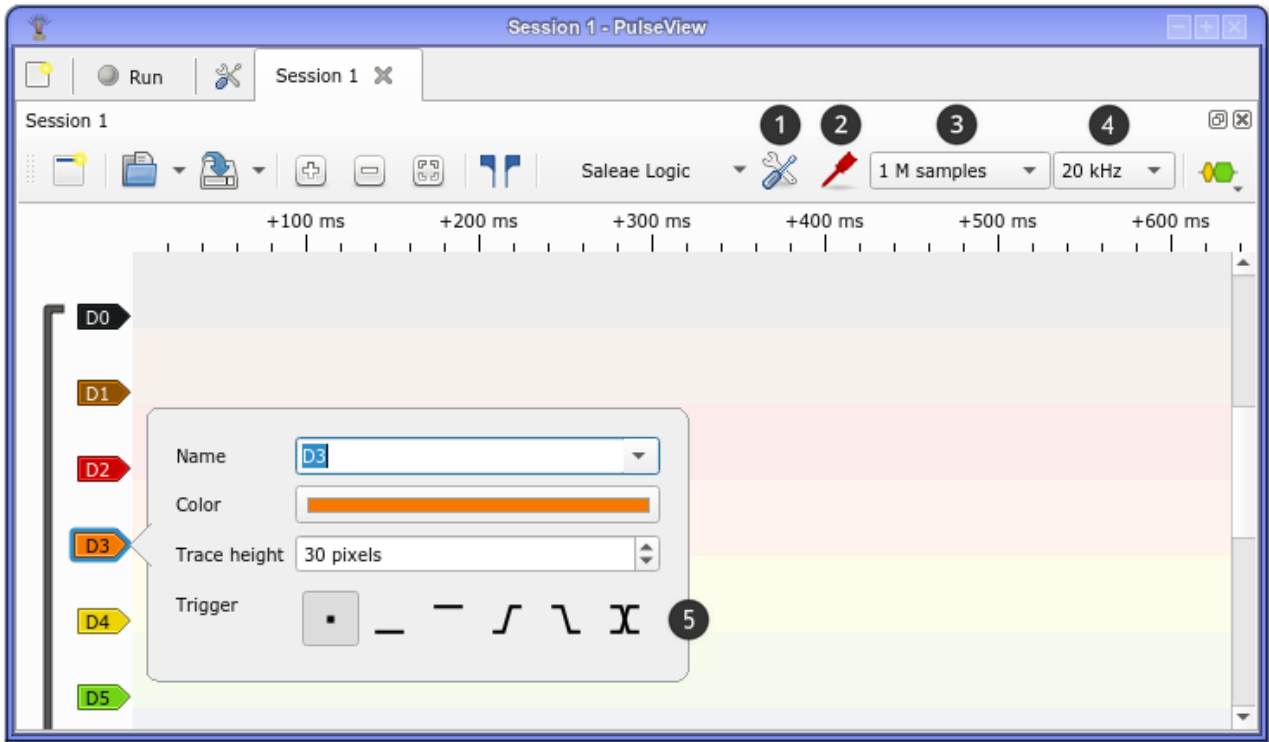 Session 1 - PulseView
Run
Session 1
Session 1
1 2 3 4
Saleae Logic 1 M samples 20 kHz
+100 ms +200 ms +300 ms +400 ms +500 ms +600 ms
D0
D1
D2
D3
D4
D5
Name D3
Color
Trace height 30 pixels
Trigger 5